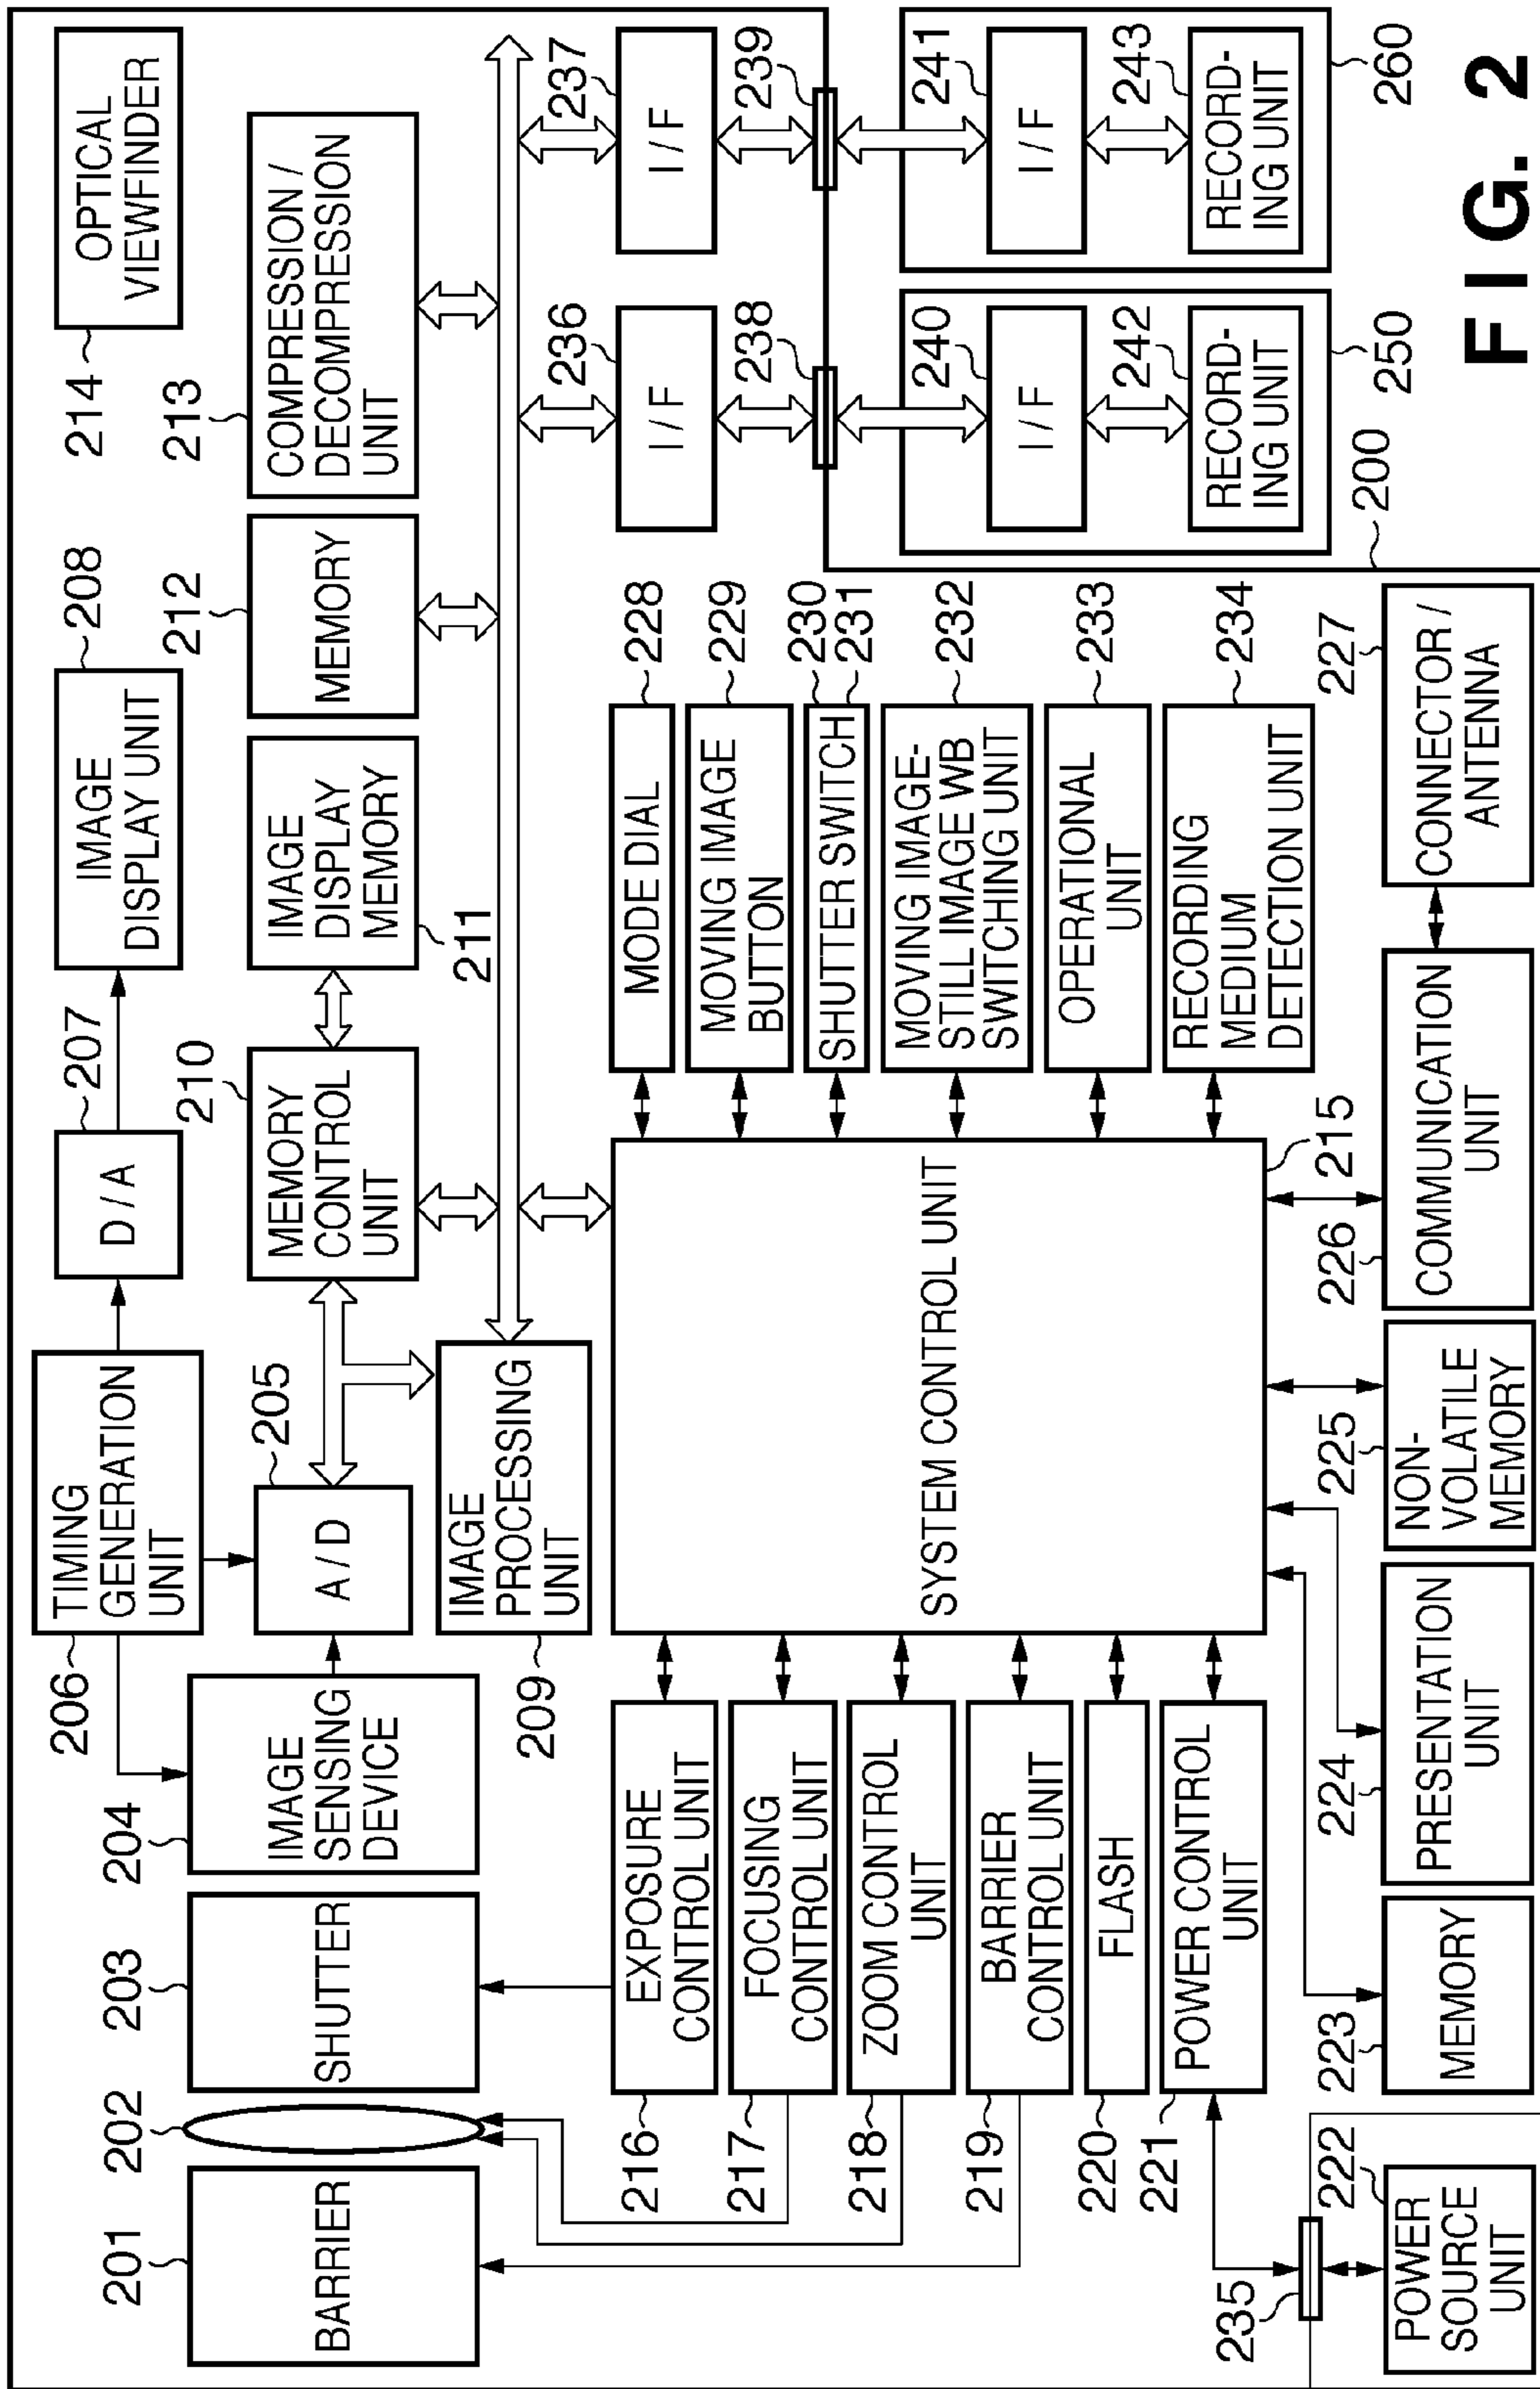 FIG. 2
201
BARRIER
202
203
SHUTTER
204
IMAGE
SENSING
DEVICE
206
TIMING
GENERATION
UNIT
205
A / D
207
D / A
208
IMAGE
DISPLAY UNIT
214
OPTICAL
VIEWFINDER
209
IMAGE
PROCESSING
UNIT
210
MEMORY
CONTROL
UNIT
211
IMAGE
DISPLAY
MEMORY
212
MEMORY
213
COMPRESSION /
DECOMPRESSION
UNIT
216
EXPOSURE
CONTROL UNIT
217
FOCUSING
CONTROL UNIT
218
ZOOM CONTROL
UNIT
219
BARRIER
CONTROL UNIT
220
FLASH
221
POWER CONTROL
UNIT
SYSTEM CONTROL UNIT
215
MODE DIAL
228
MOVING IMAGE
BUTTON
229
SHUTTER SWITCH
230
231
MOVING IMAGE-
STILL IMAGE WB
SWITCHING UNIT
232
OPERATIONAL
UNIT
233
RECORDING
MEDIUM
DETECTION UNIT
234
236
I / F
237
I / F
238
239
240
I / F
241
I / F
242
RECORD-
ING UNIT
243
RECORD-
ING UNIT
250
260
200
235
222
POWER
SOURCE
UNIT
223
MEMORY
224
PRESENTATION
UNIT
225
NON-
VOLATILE
MEMORY
226
COMMUNICATION
UNIT
227
CONNECTOR /
ANTENNA